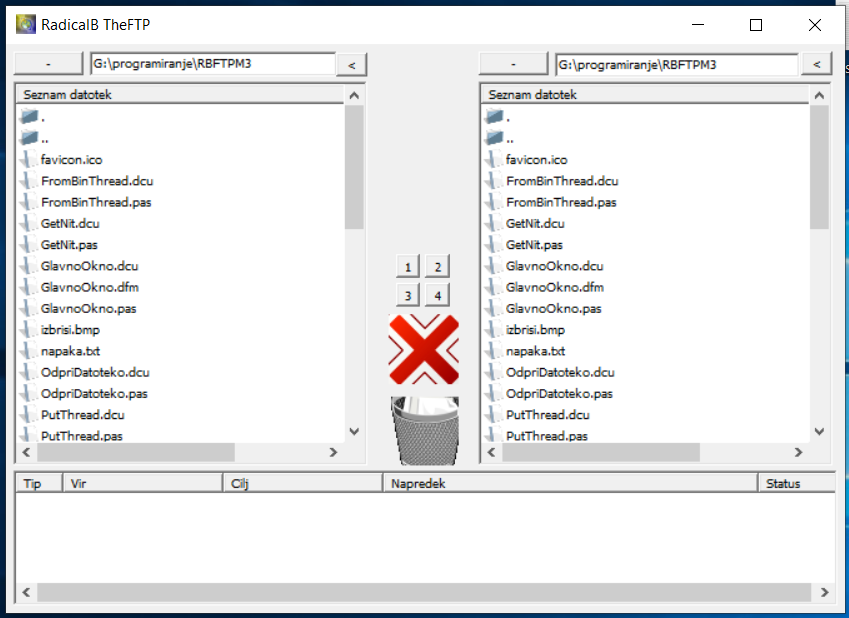 RadicalB TheFTP
- G:\programiranje\RBFTPM3 <
Seznam datotek
.
..
favicon.ico
FromBinThread.dcu
FromBinThread.pas
GetNit.dcu
GetNit.pas
GlavnoOkno.dcu
GlavnoOkno.dfm
GlavnoOkno.pas
izbrisi.bmp
napaka.txt
OdpriDatoteko.dcu
OdpriDatoteko.pas
PutThread.dcu
PutThread.pas
1 2
3 4
- G:\programiranje\RBFTPM3 <
Seznam datotek
.
..
favicon.ico
FromBinThread.dcu
FromBinThread.pas
GetNit.dcu
GetNit.pas
GlavnoOkno.dcu
GlavnoOkno.dfm
GlavnoOkno.pas
izbrisi.bmp
napaka.txt
OdpriDatoteko.dcu
OdpriDatoteko.pas
PutThread.dcu
PutThread.pas
Tip Vir Cilj Napredek Status